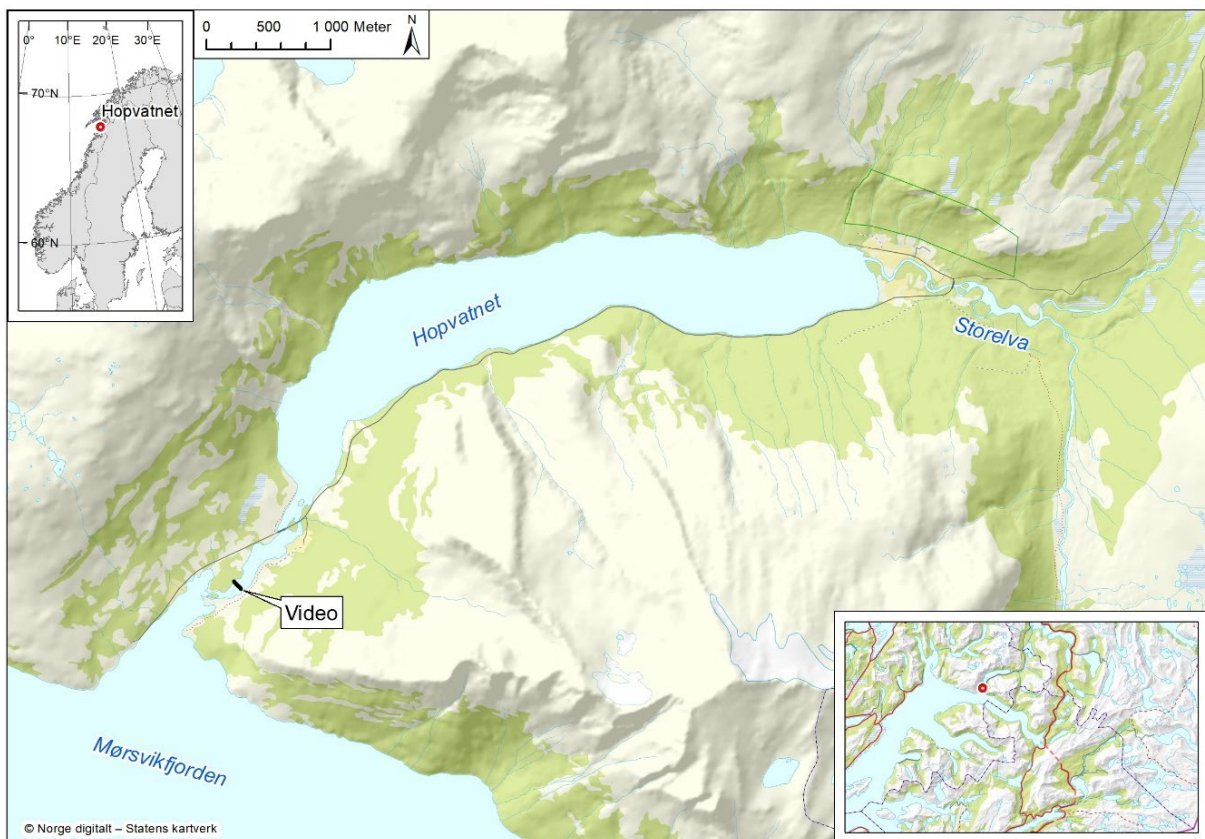 0° 10°E 20°E 30°E
70°N
Hopvatnet
60°N
0 500 1 000 Meter
N
Hopvatnet
Storelva
Video
Mørsvikfjorden
© Norge digitalt – Statens kartverk